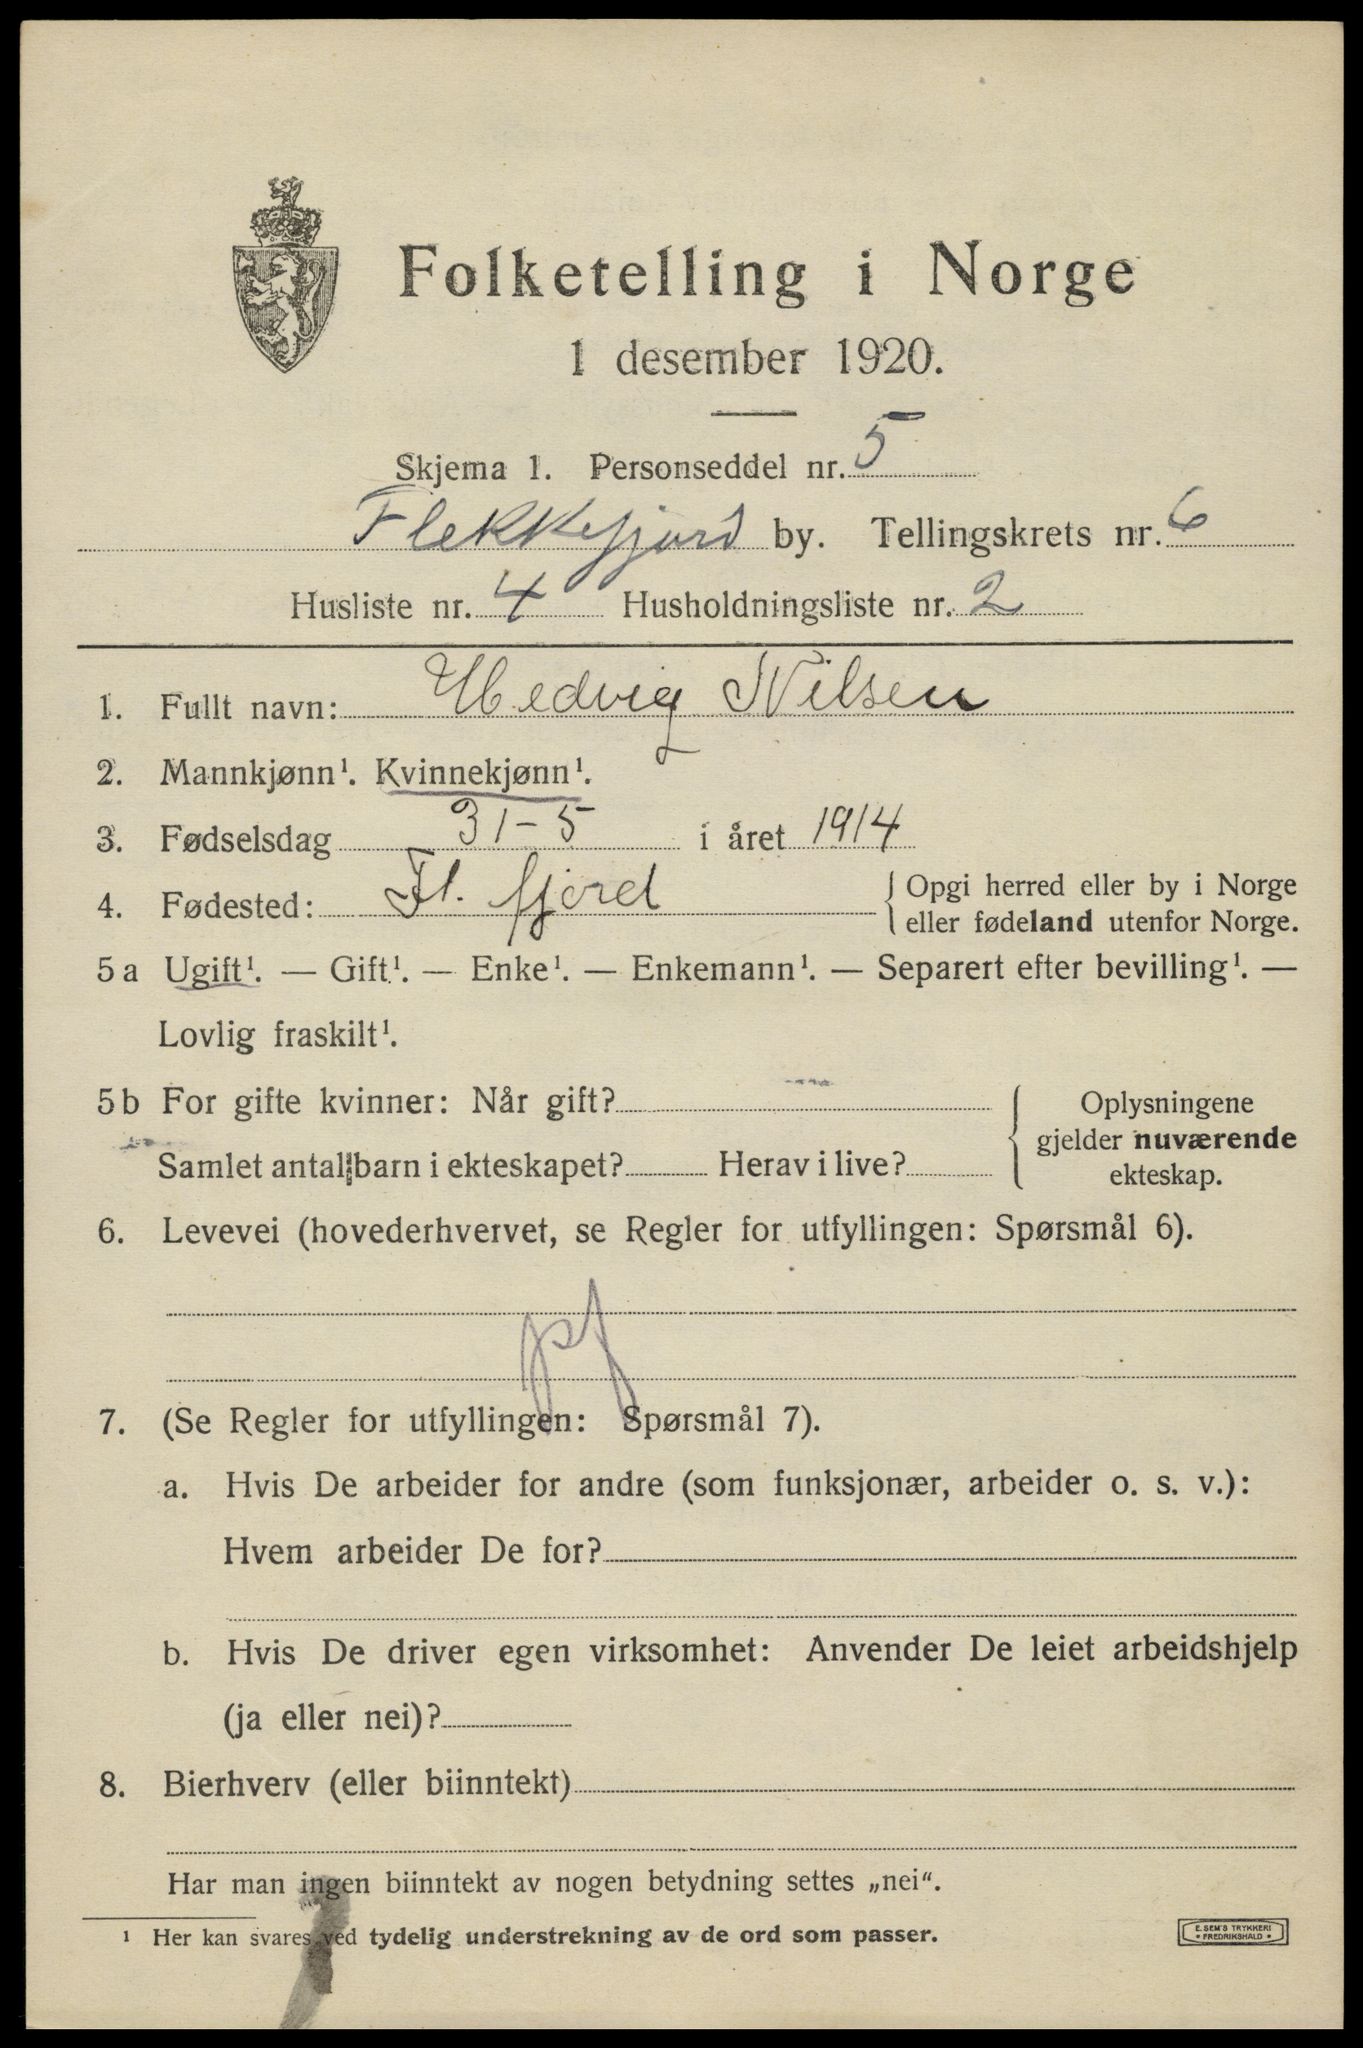 Folketelling i Norge
1 desember 1920.
Skjema 1. Personseddel nr. 5
Flekkefjord by. Tellingskrets nr. 6
Husliste nr. 4 Husholdningsliste nr. 2
1. Fullt navn: Hedvig Nilsen
2. Mannkjønn¹. Kvinnekjønn¹.
3. Fødselsdag 31-5 i året 1914
4. Fødested: Fl.fjord { Opgi herred eller by i Norge
eller fødeland utenfor Norge.
5a Ugift¹. — Gift¹. — Enke¹. — Enkemann¹. — Separert efter bevilling¹. —
Lovlig fraskilt¹.
5b For gifte kvinner: Når gift? { Oplysningene
gjelder nuværende
Samlet antall barn i ekteskapet? Herav i live? ekteskap.
6. Levevei (hovederhvervet, se Regler for utfyllingen: Spørsmål 6).
pf
7. (Se Regler for utfyllingen: Spørsmål 7).
a. Hvis De arbeider for andre (som funksjonær, arbeider o. s. v.):
Hvem arbeider De for?
b. Hvis De driver egen virksomhet: Anvender De leiet arbeidshjelp
(ja eller nei)?
8. Bierhverv (eller biinntekt)
Har man ingen biinntekt av nogen betydning settes „nei“.
¹ Her kan svares ved tydelig understrekning av de ord som passer.
E. SEM'S TRYKKERI
• FREDRIKSHALD •